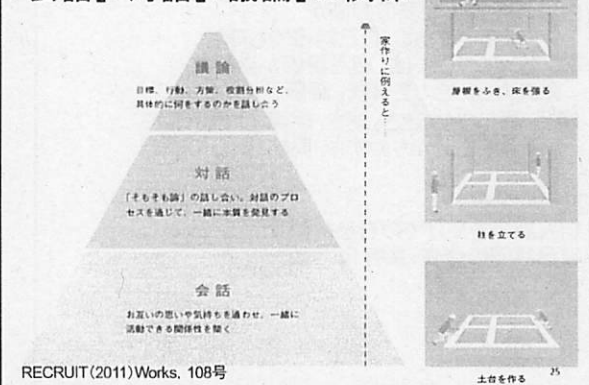 議論
目標、行動、方策、役割分担など、
具体的に何をするのかを話し合う
対話
「そもそも論」の話し合い。対話のプロ
セスを通じて、一緒に本質を発見する
会話
お互いの思いや気持ちを通わせ、一緒に
活動できる関係性を築く
家作りに例えると……
屋根をふき、床を張る
柱を立てる
土台を作る
RECRUIT(2011)Works, 108号
25